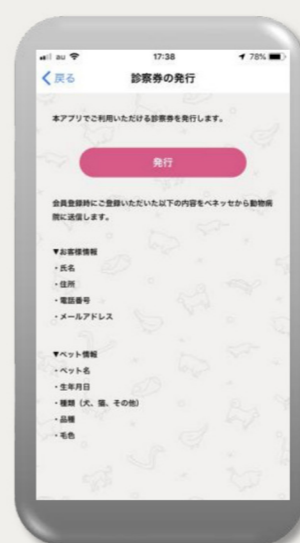 au 17:38 78%
戻る 診察券の発行
本アプリでご利用いただける診察券を発行します。
発行
会員登録時にご登録いただいた以下の内容をベネッセから動物病
院に送信します。
▼お客様情報
・氏名
・住所
・電話番号
・メールアドレス
▼ペット情報
・ペット名
・生年月日
・種類（犬、猫、その他）
・品種
・毛色